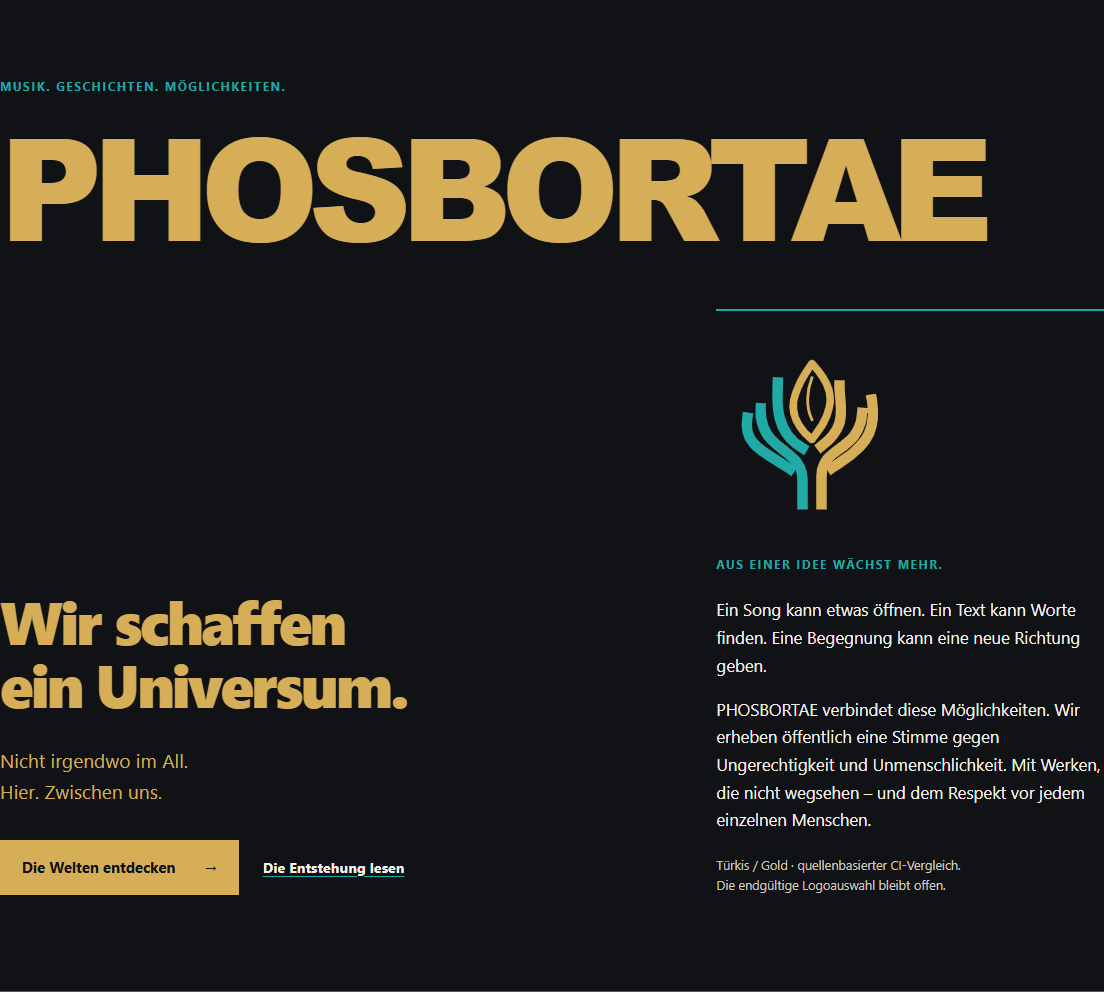 MUSIK. GESCHICHTEN. MÖGLICHKEITEN.
PHOSBORTAE
Wir schaffen
ein Universum.
Nicht irgendwo im All.
Hier. Zwischen uns.
Die Welten entdecken →
Die Entstehung lesen
AUS EINER IDEE WÄCHST MEHR.
Ein Song kann etwas öffnen. Ein Text kann Worte
finden. Eine Begegnung kann eine neue Richtung
geben.
PHOSBORTAE verbindet diese Möglichkeiten. Wir
erheben öffentlich eine Stimme gegen
Ungerechtigkeit und Unmenschlichkeit. Mit Werken,
die nicht wegsehen – und dem Respekt vor jedem
einzelnen Menschen.
Türkis / Gold · quellenbasierter CI-Vergleich.
Die endgültige Logoauswahl bleibt offen.